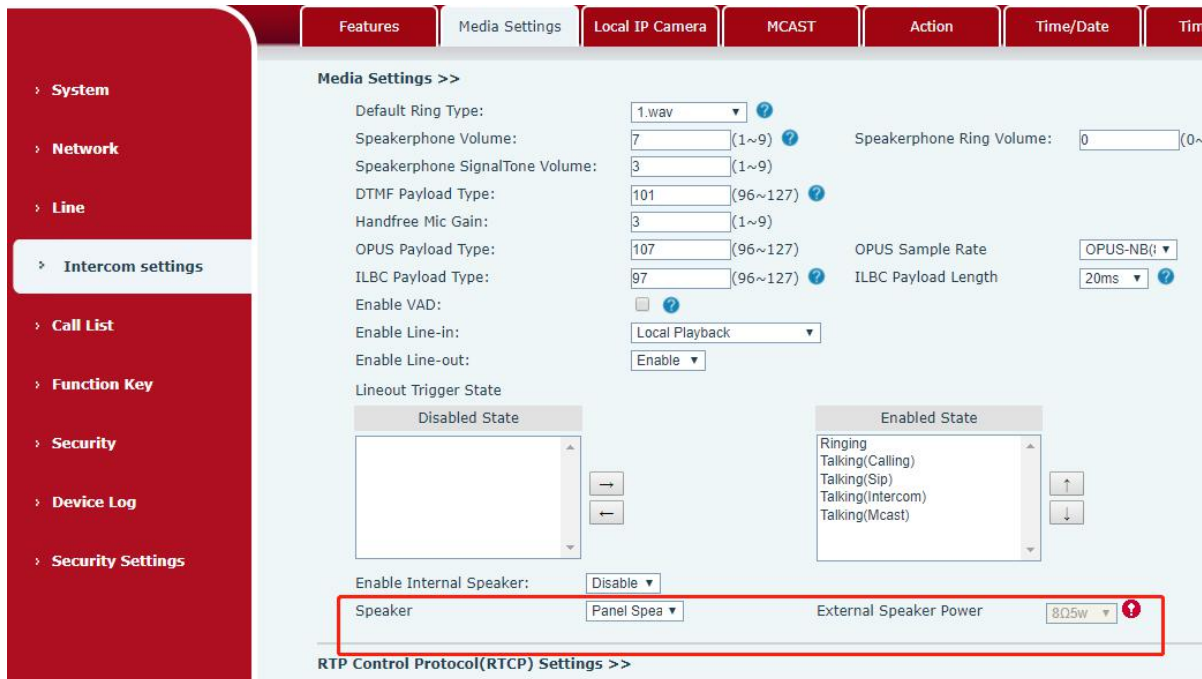 Features Media Settings Local IP Camera MCAST Action Time/Date Tim
System
Network
Line
Intercom settings
Call List
Function Key
Security
Device Log
Security Settings
Media Settings >>
Default Ring Type: 1.wav
Speakerphone Volume: 7 (1~9) Speakerphone Ring Volume: 0 (0~
Speakerphone SignalTone Volume: 3 (1~9)
DTMF Payload Type: 101 (96~127)
Handfree Mic Gain: 3 (1~9)
OPUS Payload Type: 107 (96~127) OPUS Sample Rate OPUS-NB(
ILBC Payload Type: 97 (96~127) ILBC Payload Length 20ms
Enable VAD:
Enable Line-in: Local Playback
Enable Line-out: Enable
Lineout Trigger State
Disabled State Enabled State
Ringing
Talking(Calling)
Talking(Sip)
Talking(Intercom)
Talking(Mcast)
Enable Internal Speaker: Disable
Speaker Panel Spea External Speaker Power 8Ω5w
RTP Control Protocol(RTCP) Settings >>